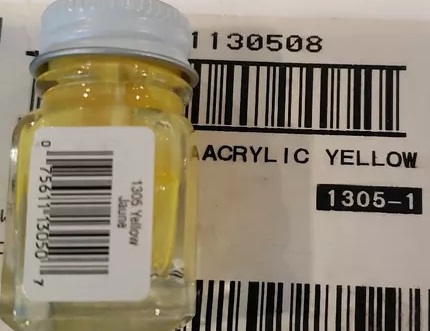 1130508
ACRYLIC YELLOW
1305-1
1305 Yellow
Jaune
0 75611 13050 7